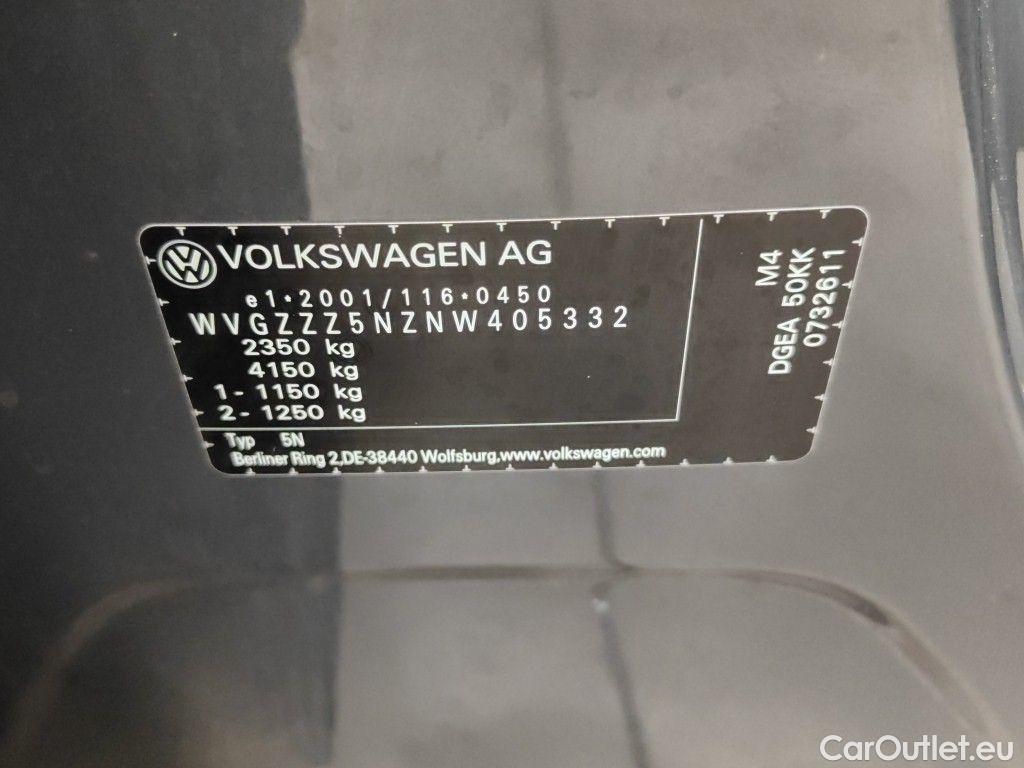 VOLKSWAGEN AG
e1*2001/116*0450
WVGZZZ5NZNW405332
2350 kg
4150 kg
1- 1150 kg
2- 1250 kg
Typ 5N
Berliner Ring 2,DE-38440 Wolfsburg,www.volkswagen.com
M4
DGEA 50KK
0732611
CarOutlet.eu